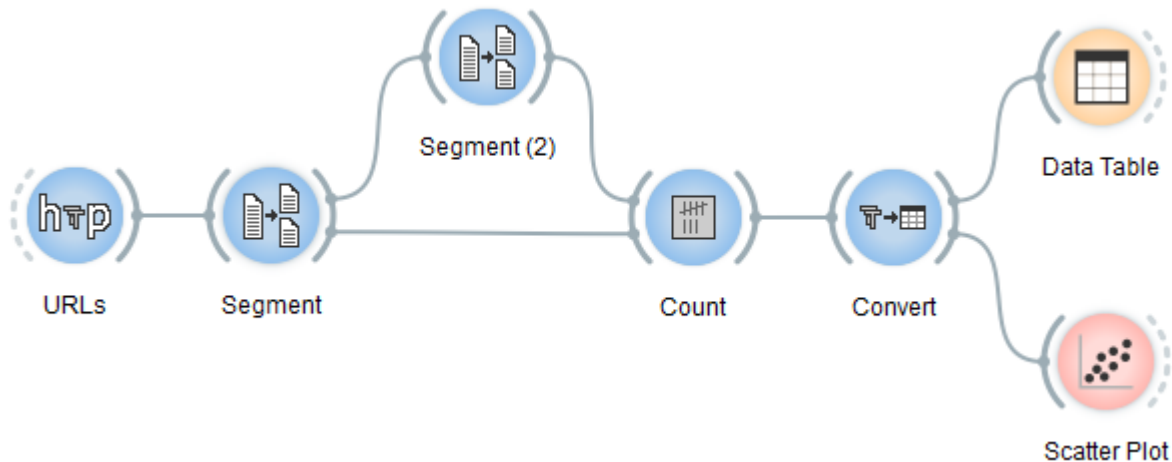 Segment (2)
Data Table
URLs
Segment
Count
Convert
Scatter Plot